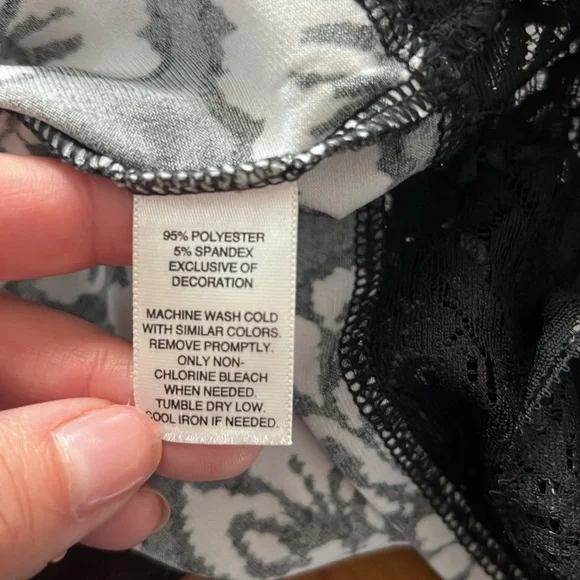 95% POLYESTER
5% SPANDEX
EXCLUSIVE OF
DECORATION
MACHINE WASH COLD
WITH SIMILAR COLORS.
REMOVE PROMPTLY.
ONLY NON-
CHLORINE BLEACH
WHEN NEEDED.
TUMBLE DRY LOW.
COOL IRON IF NEEDED.